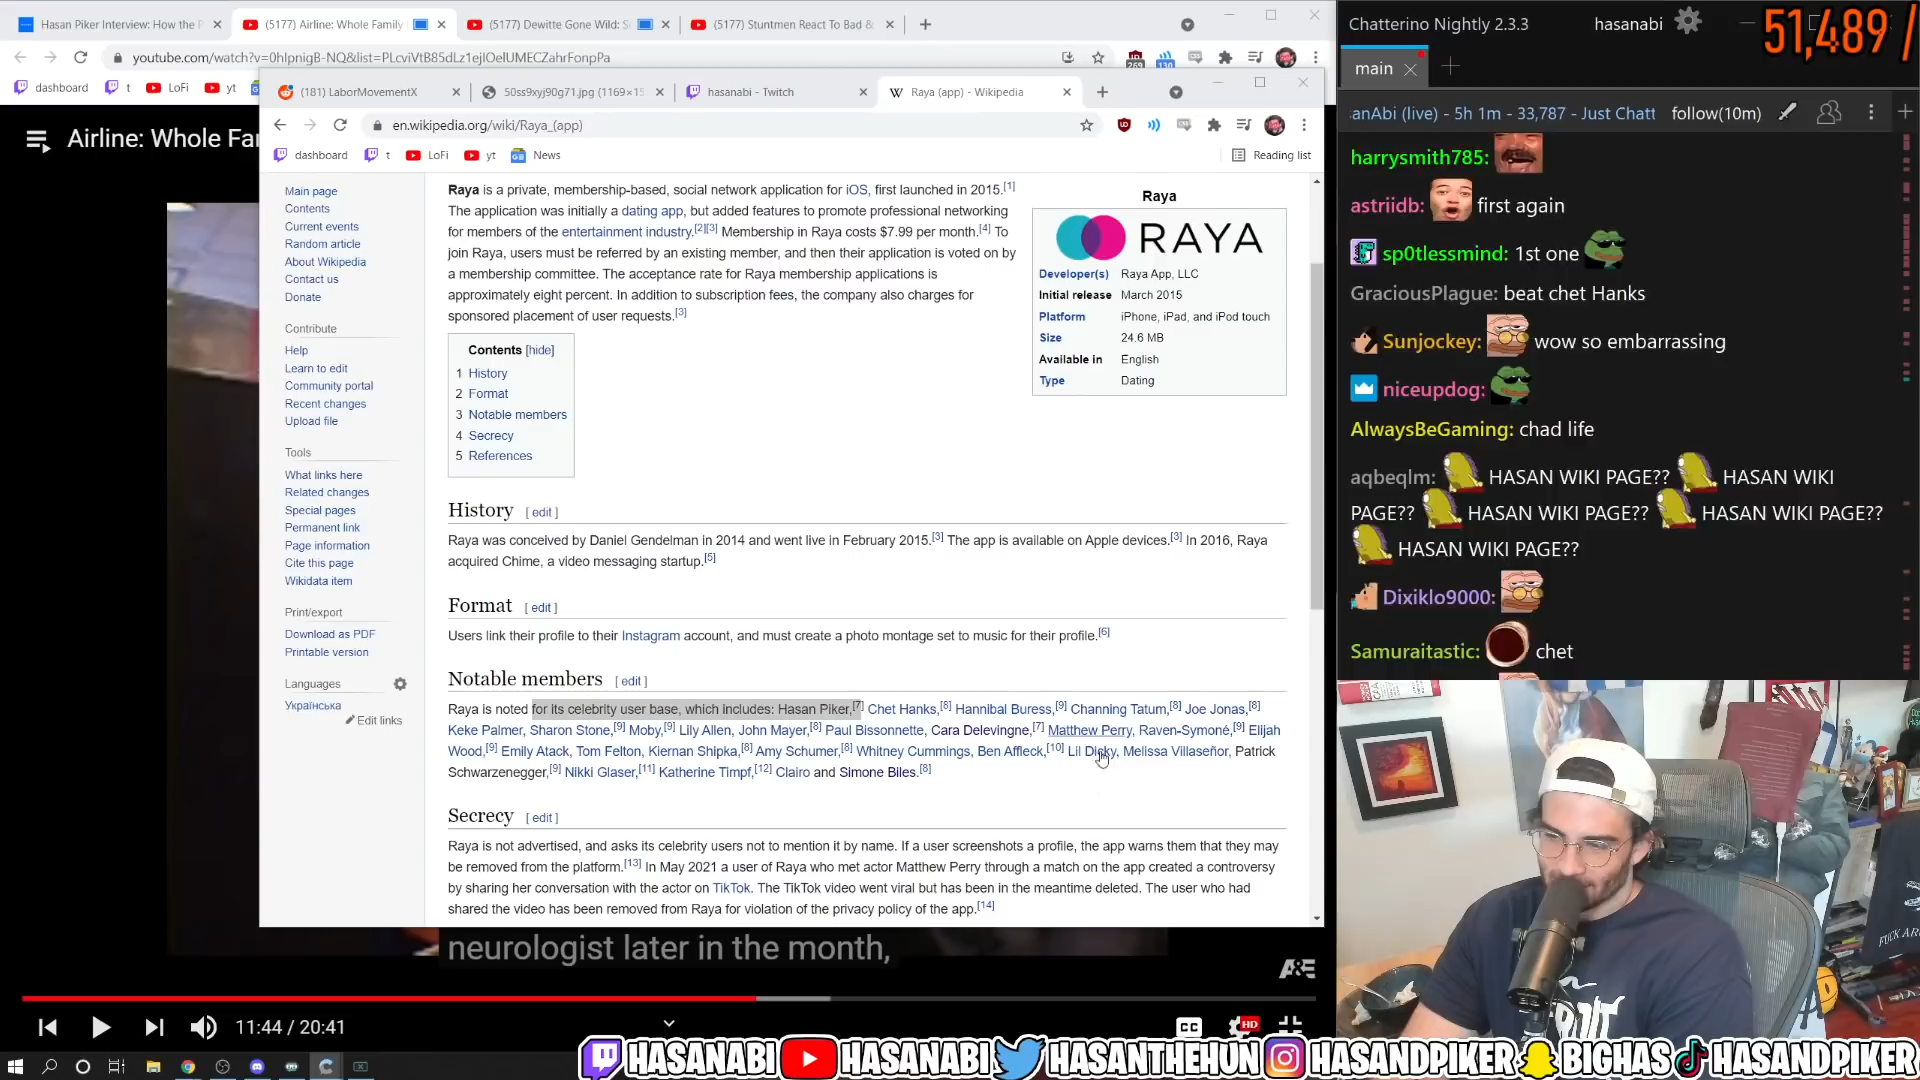 Hasan Piker Interview: How the P
(5177) Airline: Whole Family
(5177) Dewitte Gone Wild: S
(5177) Stuntmen React To Bad &
youtube.com/watch?v=0hIpnigB-NQ&list=PLcviVtB85dLz1ejIOelUMECZahrFonpPa
dashboard
t
LoFi
yt
Airline: Whole Fa
(181) LaborMovementX
50ss9xyj90g71.jpg (1169×15
hasanabi - Twitch
Raya (app) - Wikipedia
en.wikipedia.org/wiki/Raya_(app)
dashboard
t
LoFi
yt
News
Reading list
Main page
Contents
Current events
Random article
About Wikipedia
Contact us
Donate
Contribute
Help
Learn to edit
Community portal
Recent changes
Upload file
Tools
What links here
Related changes
Special pages
Permanent link
Page information
Cite this page
Wikidata item
Print/export
Download as PDF
Printable version
Languages
Українська
Edit links
Raya is a private, membership-based, social network application for iOS, first launched in 2015.[1]
The application was initially a dating app, but added features to promote professional networking
for members of the entertainment industry.[2][3] Membership in Raya costs $7.99 per month.[4] To
join Raya, users must be referred by an existing member, and then their application is voted on by
a membership committee. The acceptance rate for Raya membership applications is
approximately eight percent. In addition to subscription fees, the company also charges for
sponsored placement of user requests.[3]
Raya
RAYA
Developer(s) Raya App, LLC
Initial release March 2015
Platform iPhone, iPad, and iPod touch
Size 24.6 MB
Available in English
Type Dating
Contents [hide]
1 History
2 Format
3 Notable members
4 Secrecy
5 References
History [ edit ]
Raya was conceived by Daniel Gendelman in 2014 and went live in February 2015.[3] The app is available on Apple devices.[3] In 2016, Raya
acquired Chime, a video messaging startup.[5]
Format [ edit ]
Users link their profile to their Instagram account, and must create a photo montage set to music for their profile.[6]
Notable members [ edit ]
Raya is noted for its celebrity user base, which includes: Hasan Piker,[7] Chet Hanks,[8] Hannibal Buress,[9] Channing Tatum,[8] Joe Jonas,[8]
Keke Palmer, Sharon Stone,[9] Moby,[9] Lily Allen, John Mayer,[8] Paul Bissonnette, Cara Delevingne,[7] Matthew Perry, Raven-Symoné,[9] Elijah
Wood,[9] Emily Atack, Tom Felton, Kiernan Shipka,[8] Amy Schumer,[8] Whitney Cummings, Ben Affleck,[10] Lil Dicky, Melissa Villaseñor, Patrick
Schwarzenegger,[9] Nikki Glaser,[11] Katherine Timpf,[12] Clairo and Simone Biles.[8]
Secrecy [ edit ]
Raya is not advertised, and asks its celebrity users not to mention it by name. If a user screenshots a profile, the app warns them that they may
be removed from the platform.[13] In May 2021 a user of Raya who met actor Matthew Perry through a match on the app created a controversy
by sharing her conversation with the actor on TikTok. The TikTok video went viral but has been in the meantime deleted. The user who had
shared the video has been removed from Raya for violation of the privacy policy of the app.[14]
neurologist later in the month,
A&E
11:44 / 20:41
CC
HD
Chatterino Nightly 2.3.3
hasanabi
51,489 /
main
anAbi (live) - 5h 1m - 33,787 - Just Chatt
follow(10m)
harrysmith785:
astriidb: first again
sp0tlessmind: 1st one
GraciousPlague: beat chet Hanks
Sunjockey: wow so embarrassing
niceupdog:
AlwaysBeGaming: chad life
aqbeqlm: HASAN WIKI PAGE?? HASAN WIKI
PAGE?? HASAN WIKI PAGE?? HASAN WIKI PAGE??
HASAN WIKI PAGE??
Dixiklo9000:
Samuraitastic: chet
HASANABI
HASANABI
HASANTHEHUN
HASANDPIKER
BIGHAS
HASANDPIKER